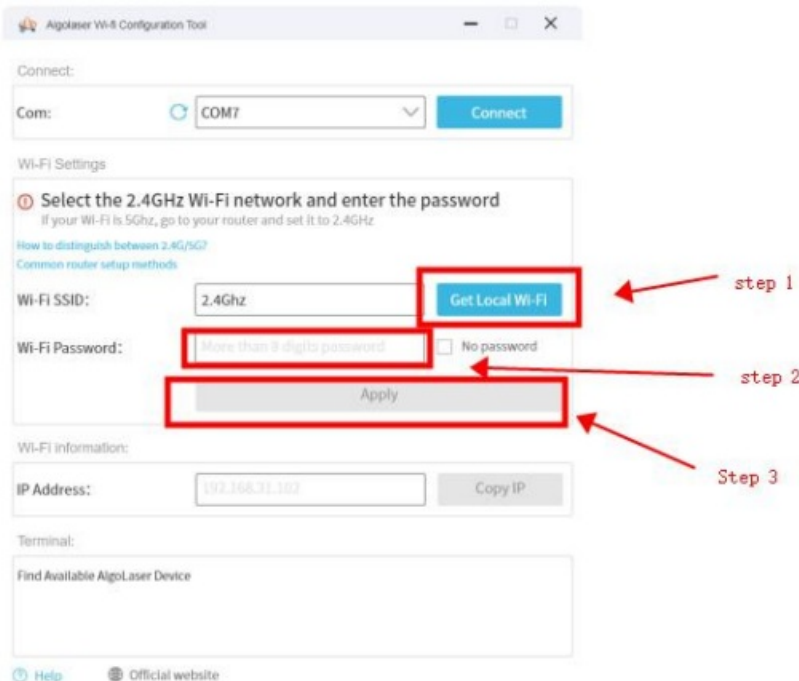 Algolaser Wi-fi Configuration Tool
Connect:
Com:
COM7
Connect
Wi-Fi Settings
Select the 2.4GHz Wi-Fi network and enter the password
If your Wi-Fi is 5Ghz, go to your router and set it to 2.4GHz
How to distinguish between 2.4G/5G?
Common router setup methods
Wi-Fi SSID:
2.4Ghz
Get Local Wi-Fi
step 1
Wi-Fi Password:
More than 8 digits password
No password
step 2
Apply
Step 3
Wi-Fi information:
IP Address:
192.168.31.102
Copy IP
Terminal:
Find Available AlgoLaser Device
Help
Official website